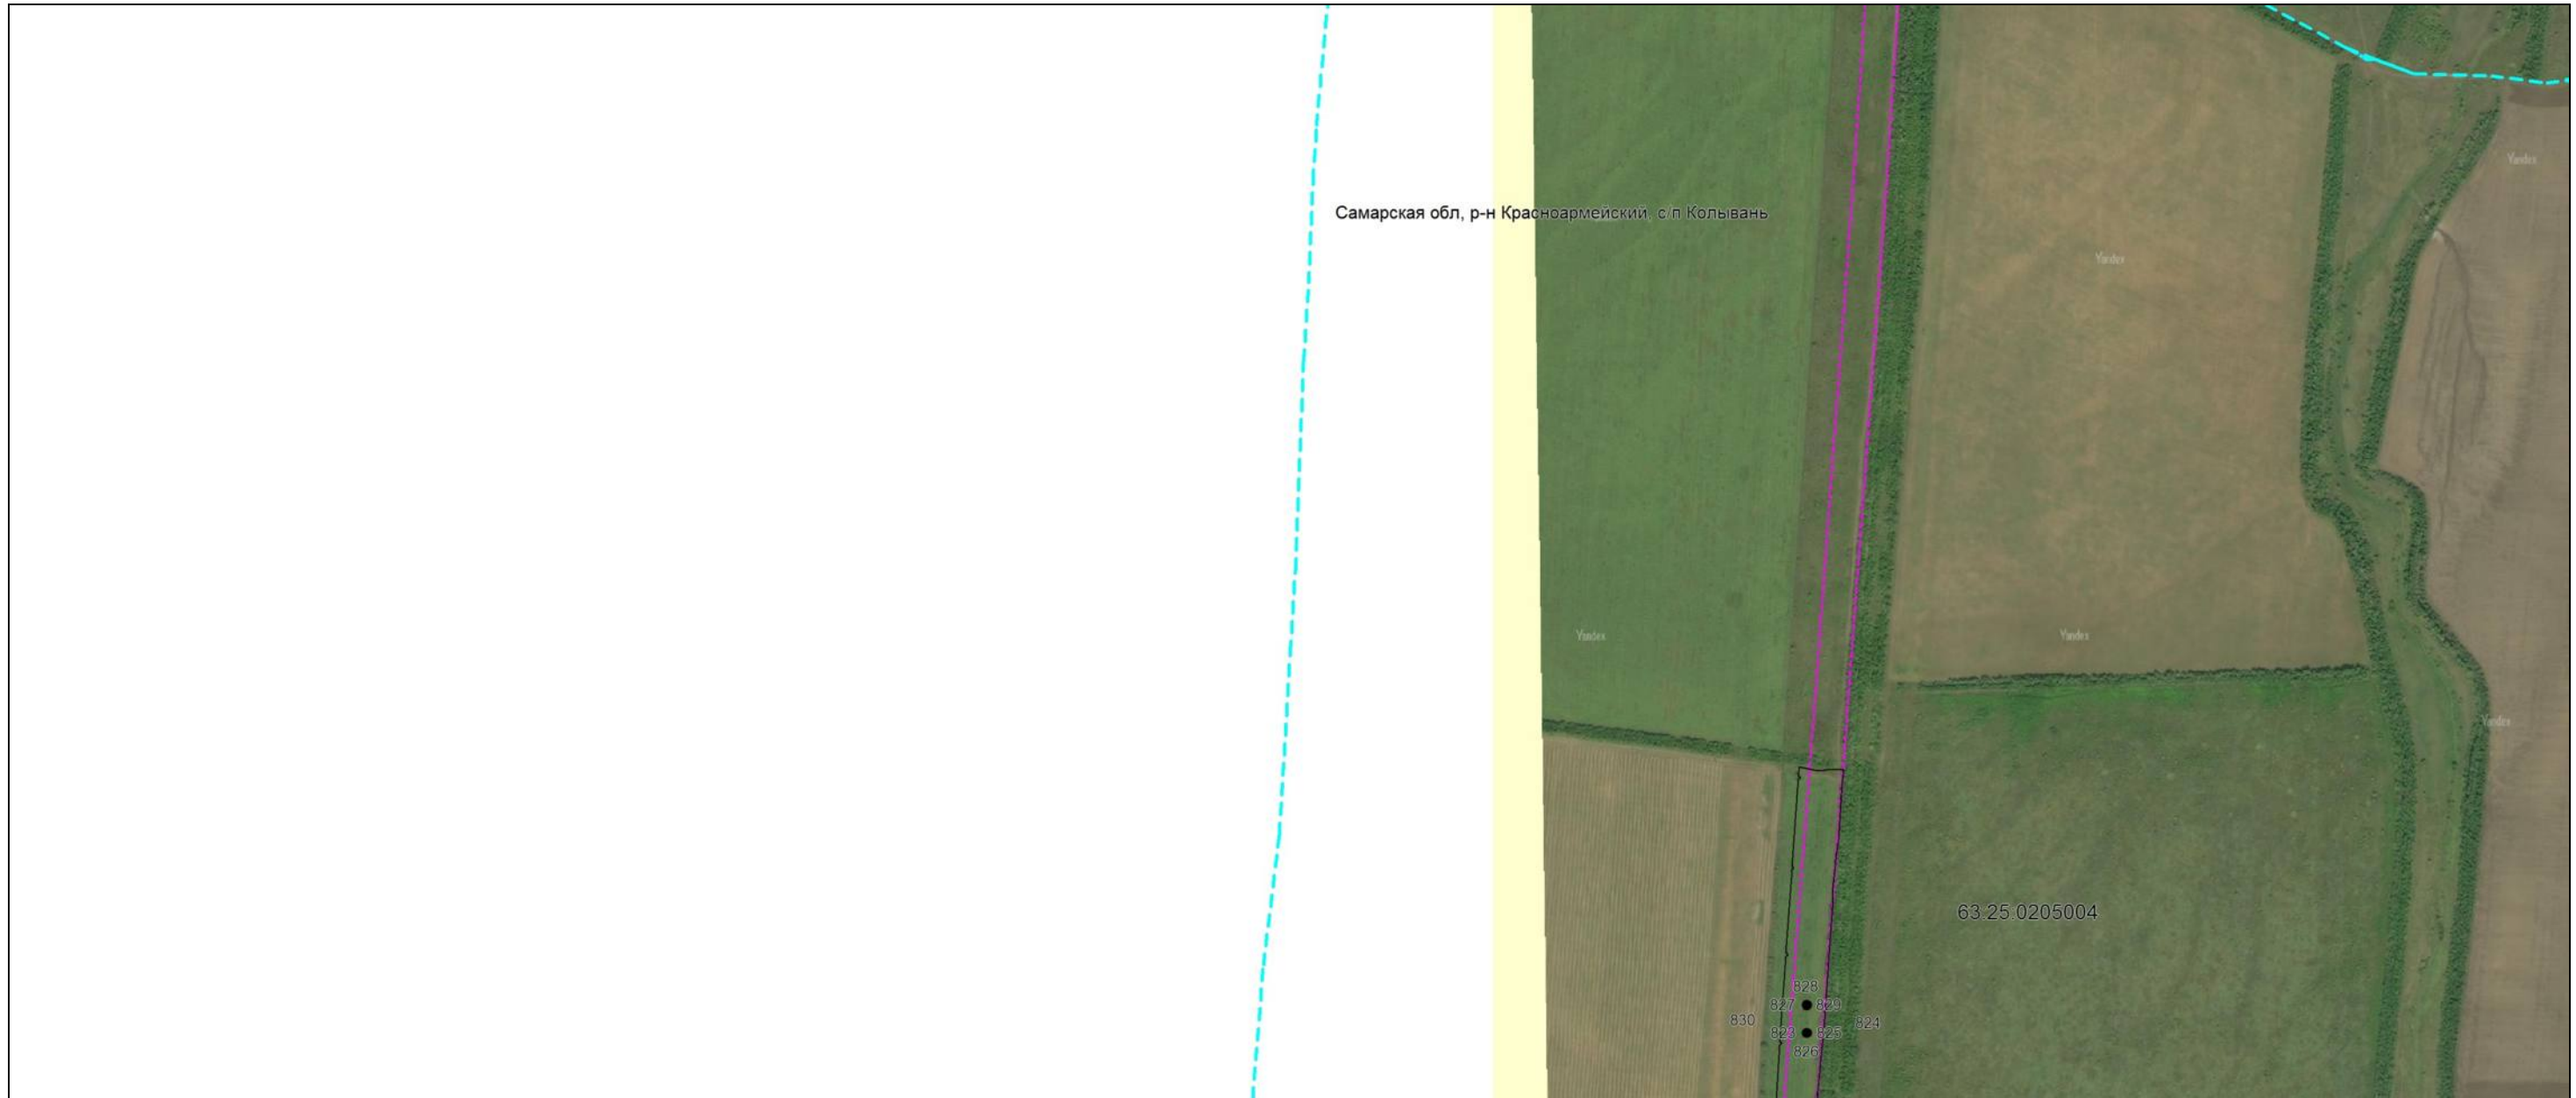 Yandex
Самарская обл, р-н Красноармейский, с/п Колывань
Yandex
Yandex
Yandex
Yandex
63:25:0205004
828
827 829
830
824
823 825
826